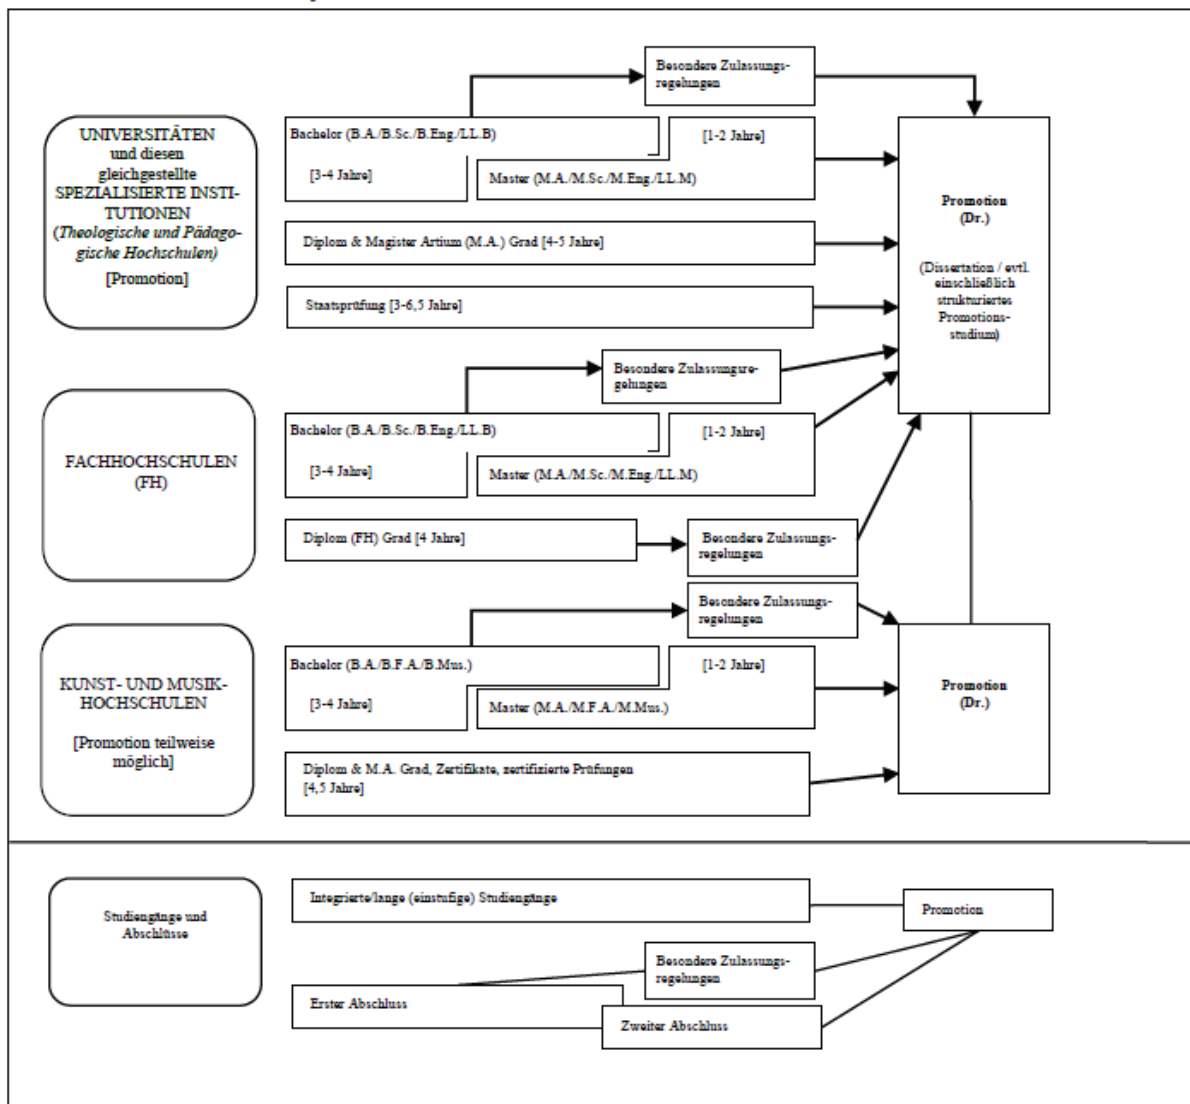 Besondere Zulassungs-
regelungen
UNIVERSITÄTEN
und diesen
gleichgestellte
SPEZIALISIERTE INSTI-
TUTIONEN
(Theologische und Pädago-
gische Hochschulen)
[Promotion]
Bachelor (B.A./B.Sc./B.Eng./LL.B)
[3-4 Jahre]
[1-2 Jahre]
Master (M.A./M.Sc./M.Eng./LL.M)
Diplom & Magister Artium (M.A.) Grad [4-5 Jahre]
Staatsprüfung [3-6,5 Jahre]
Promotion
(Dr.)
(Dissertation / evtl.
einschließlich
strukturiertes
Promotions-
studium)
Besondere Zulassungsre-
gelungen
FACHHOCHSCHULEN
(FH)
Bachelor (B.A./B.Sc./B.Eng./LL.B)
[3-4 Jahre]
[1-2 Jahre]
Master (M.A./M.Sc./M.Eng./LL.M)
Diplom (FH) Grad [4 Jahre]
Besondere Zulassungs-
regelungen
Besondere Zulassungs-
regelungen
KUNST- UND MUSIK-
HOCHSCHULEN
[Promotion teilweise
möglich]
Bachelor (B.A./B.F.A./B.Mus.)
[3-4 Jahre]
[1-2 Jahre]
Master (M.A./M.F.A./M.Mus.)
Diplom & M.A. Grad, Zertifikate, zertifizierte Prüfungen
[4,5 Jahre]
Promotion
(Dr.)
Studiengänge und
Abschlüsse
Integrierte/lange (einstufige) Studiengänge
Promotion
Besondere Zulassungs-
regelungen
Erster Abschluss
Zweiter Abschluss